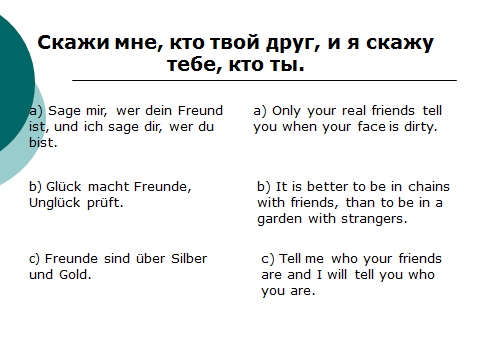 Скажи мне, кто твой друг, и я скажу
тебе, кто ты.
a) Sage mir, wer dein Freund
ist, und ich sage dir, wer du
bist.
b) Glück macht Freunde,
Unglück prüft.
c) Freunde sind über Silber
und Gold.
a) Only your real friends tell
you when your face is dirty.
b) It is better to be in chains
with friends, than to be in a
garden with strangers.
c) Tell me who your friends
are and I will tell you who
you are.